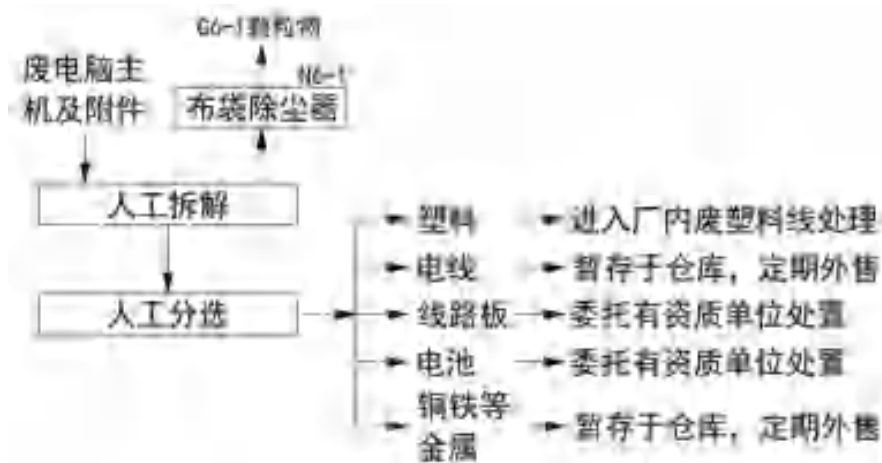 G6-1颗粒物
废电脑主
机及附件
N6-1
布袋除尘器
人工拆解
人工分选
塑料
进入厂内废塑料线处理
电线
暂存于仓库，定期外售
线路板
委托有资质单位处置
电池
委托有资质单位处置
铜铁等
金属
暂存于仓库，定期外售